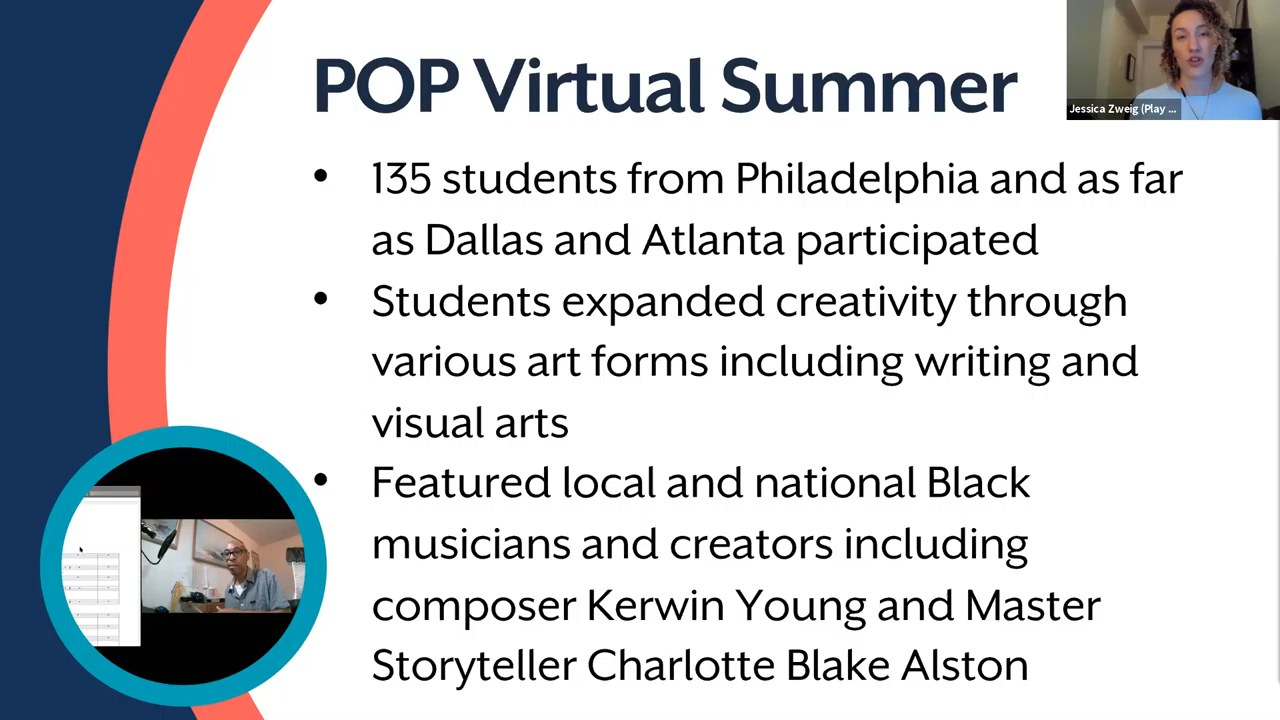 POP Virtual Summer
Jessica Zweig (Play ...
• 135 students from Philadelphia and as far
as Dallas and Atlanta participated
• Students expanded creativity through
various art forms including writing and
visual arts
• Featured local and national Black
musicians and creators including
composer Kerwin Young and Master
Storyteller Charlotte Blake Alston